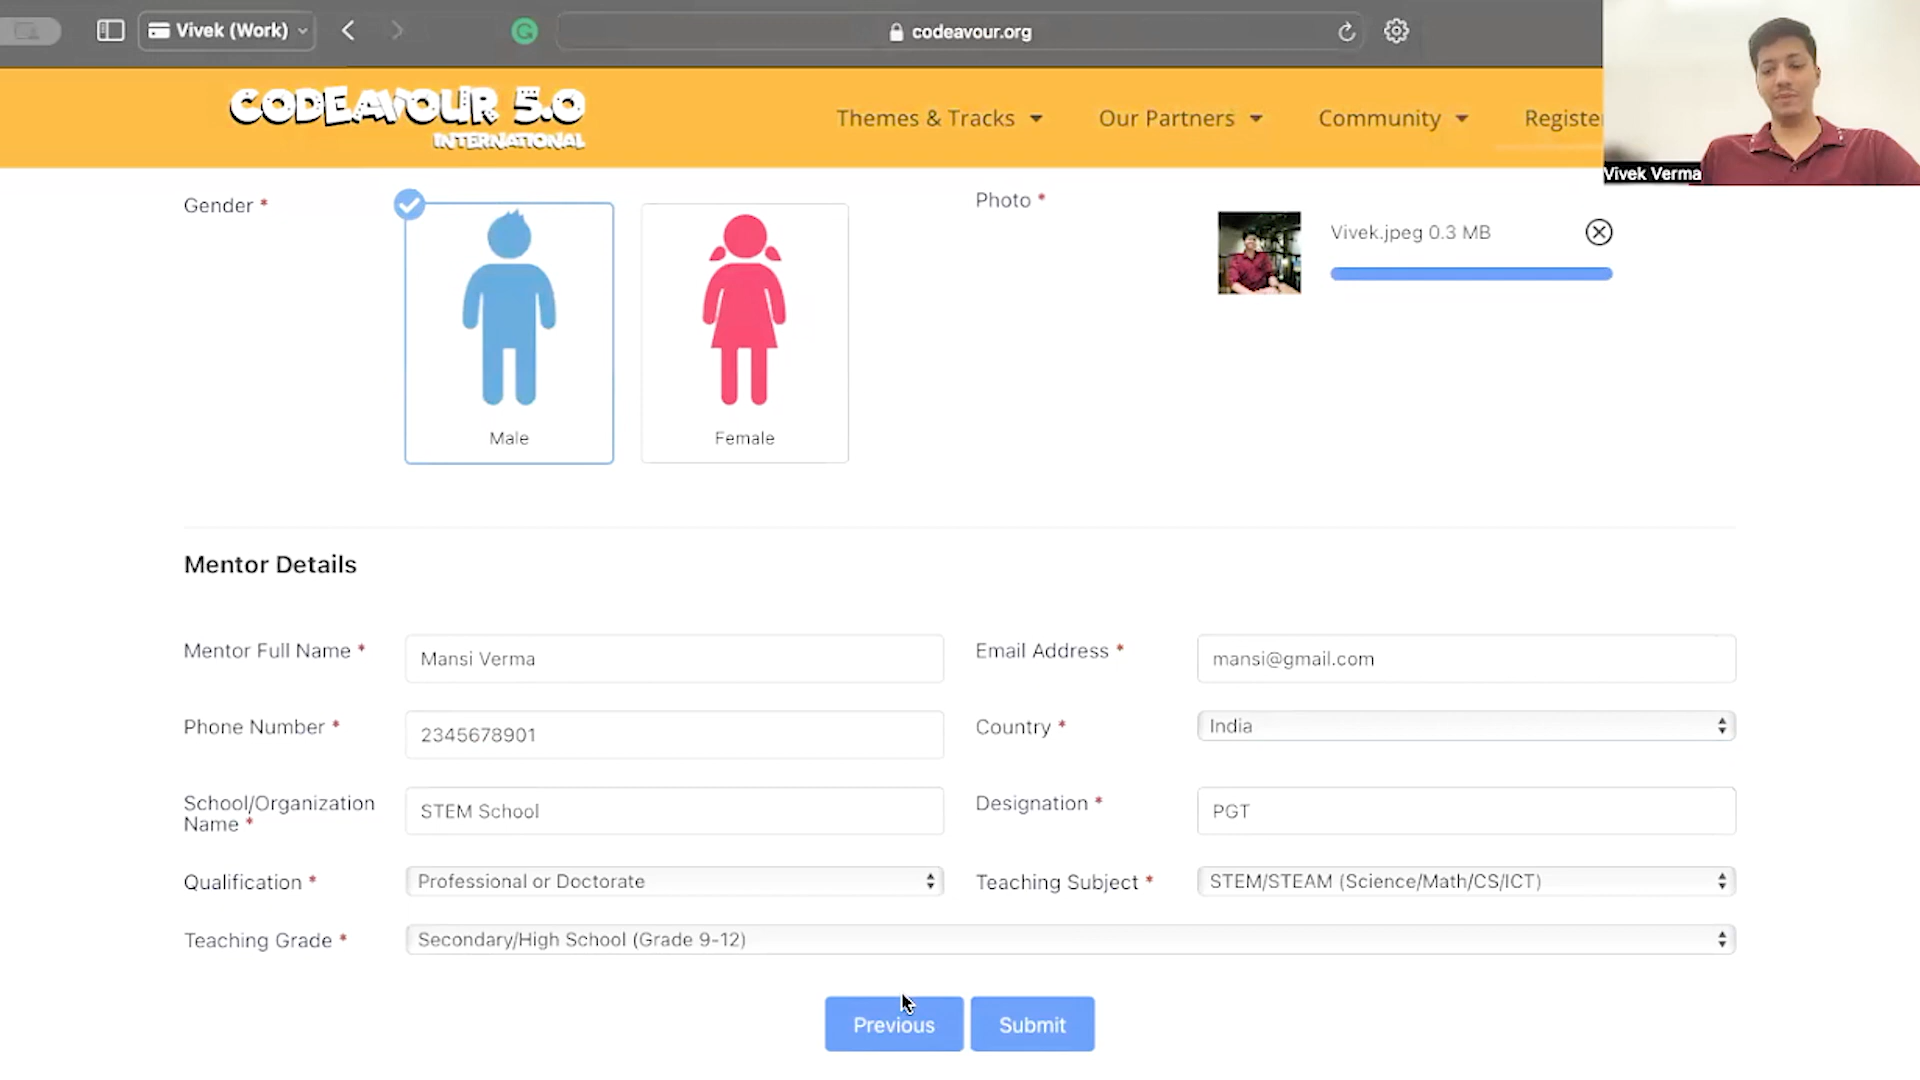 Vivek (Work)
codeavour.org
CODEAVOUR 5.0
INTERNATIONAL
Themes & Tracks
Our Partners
Community
Registe
Vivek Verma
Gender *
Male
Female
Photo *
Vivek.jpeg 0.3 MB
Mentor Details
Mentor Full Name *
Mansi Verma
Email Address *
mansi@gmail.com
Phone Number *
2345678901
Country *
India
School/Organization
Name *
STEM School
Designation *
PGT
Qualification *
Professional or Doctorate
Teaching Subject *
STEM/STEAM (Science/Math/CS/ICT)
Teaching Grade *
Secondary/High School (Grade 9-12)
Previous
Submit